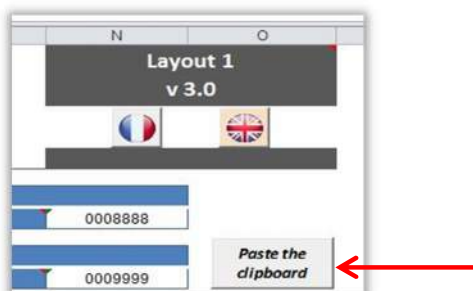 N O
Layout 1
v 3.0
0008888
Paste the
clipboard
0009999